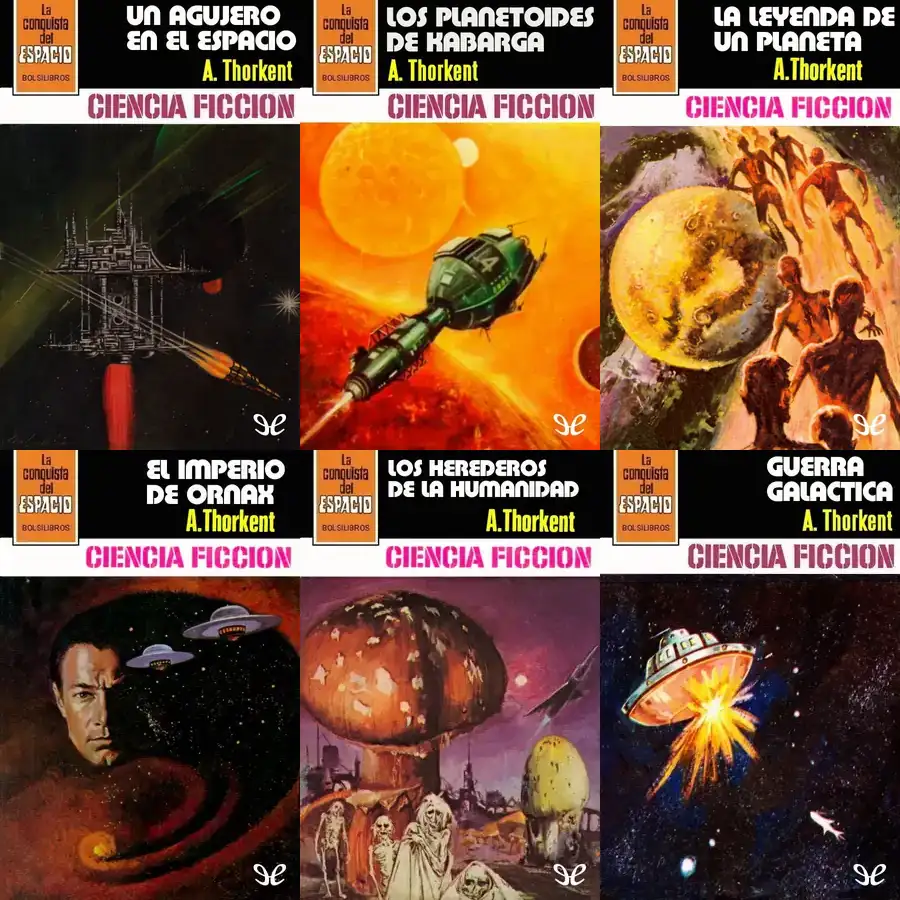 La
conquista
del
ESPACIO
BOLSILIBROS
UN AGUJERO
EN EL ESPACIO
A. Thorkent
CIENCIA FICCION
La
conquista
del
ESPACIO
BOLSILIBROS
LOS PLANETOIDES
DE KABARGA
A. Thorkent
CIENCIA FICCION
4
La
conquista
del
ESPACIO
BOLSILIBROS
LA LEYENDA DE
UN PLANETA
A.Thorkent
CIENCIA FICCION
La
conquista
del
ESPACIO
BOLSILIBROS
EL IMPERIO
DE ORNAX
A.Thorkent
CIENCIA FICCION
La
conquista
del
ESPACIO
BOLSILIBROS
LOS HEREDEROS
DE LA HUMANIDAD
A.Thorkent
CIENCIA FICCION
La
conquista
del
ESPACIO
BOLSILIBROS
GUERRA
GALACTICA
A. Thorkent
CIENCIA FICCION